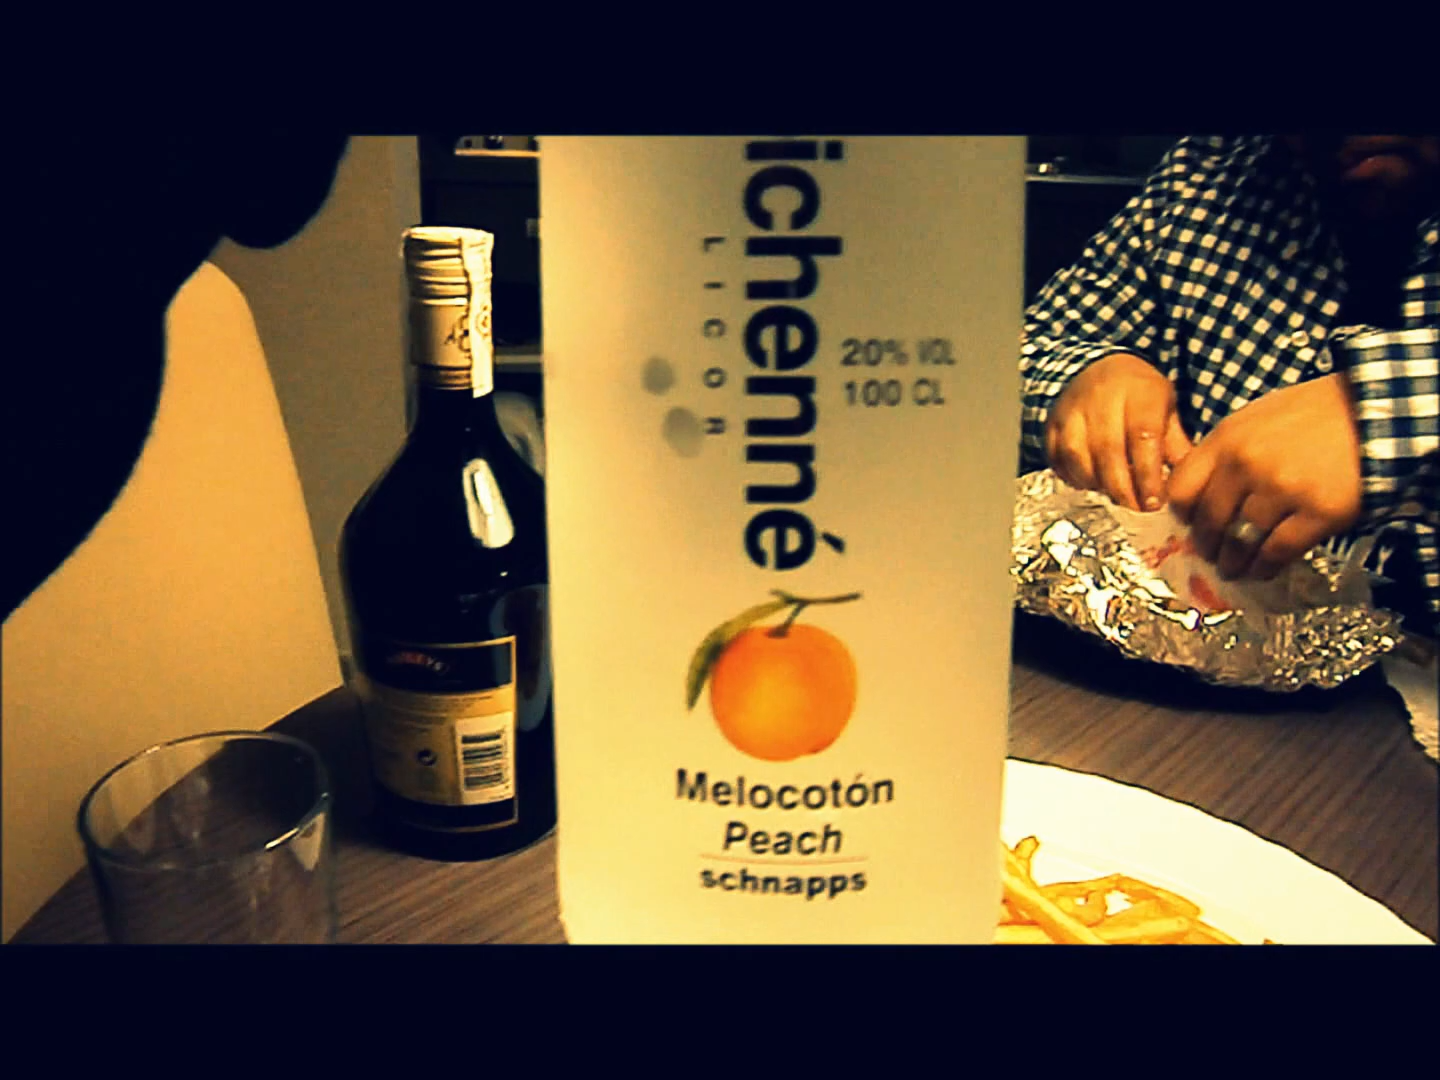 ichenné
LICOR
20% VOL
100 CL
Melocotón
Peach
schnapps